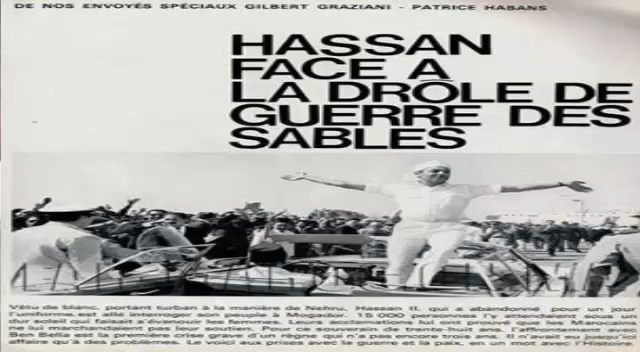 DE NOS ENVOYÉS SPÉCIAUX GILBERT GRAZIANI - PATRICE HABANS
HASSAN
FACE A
LA DRÔLE DE
GUERRE DES
SABLES
Vêtu de blanc, portant turban à la manière de Nehru, Hassan II, qui a abandonné pour un jour
l'uniforme, est allé interroger son peuple à Mogador. 15 000 personnes l'y attendaient sous un
dur soleil qui faisait s'évanouir les femmes. Leurs acclamations lui ont prouvé que les Marocains
ne lui marchandaient pas leur soutien. Pour ce souverain de trente-huit ans, l'affrontement avec
Ben Bella est la première crise grave d'un règne qui n'a pas encore trois ans. Il n'avait eu jusqu'ici
affaire qu'à des problèmes. Le voici aux prises avec la guerre et la paix, en un mot avec l'Histoire.